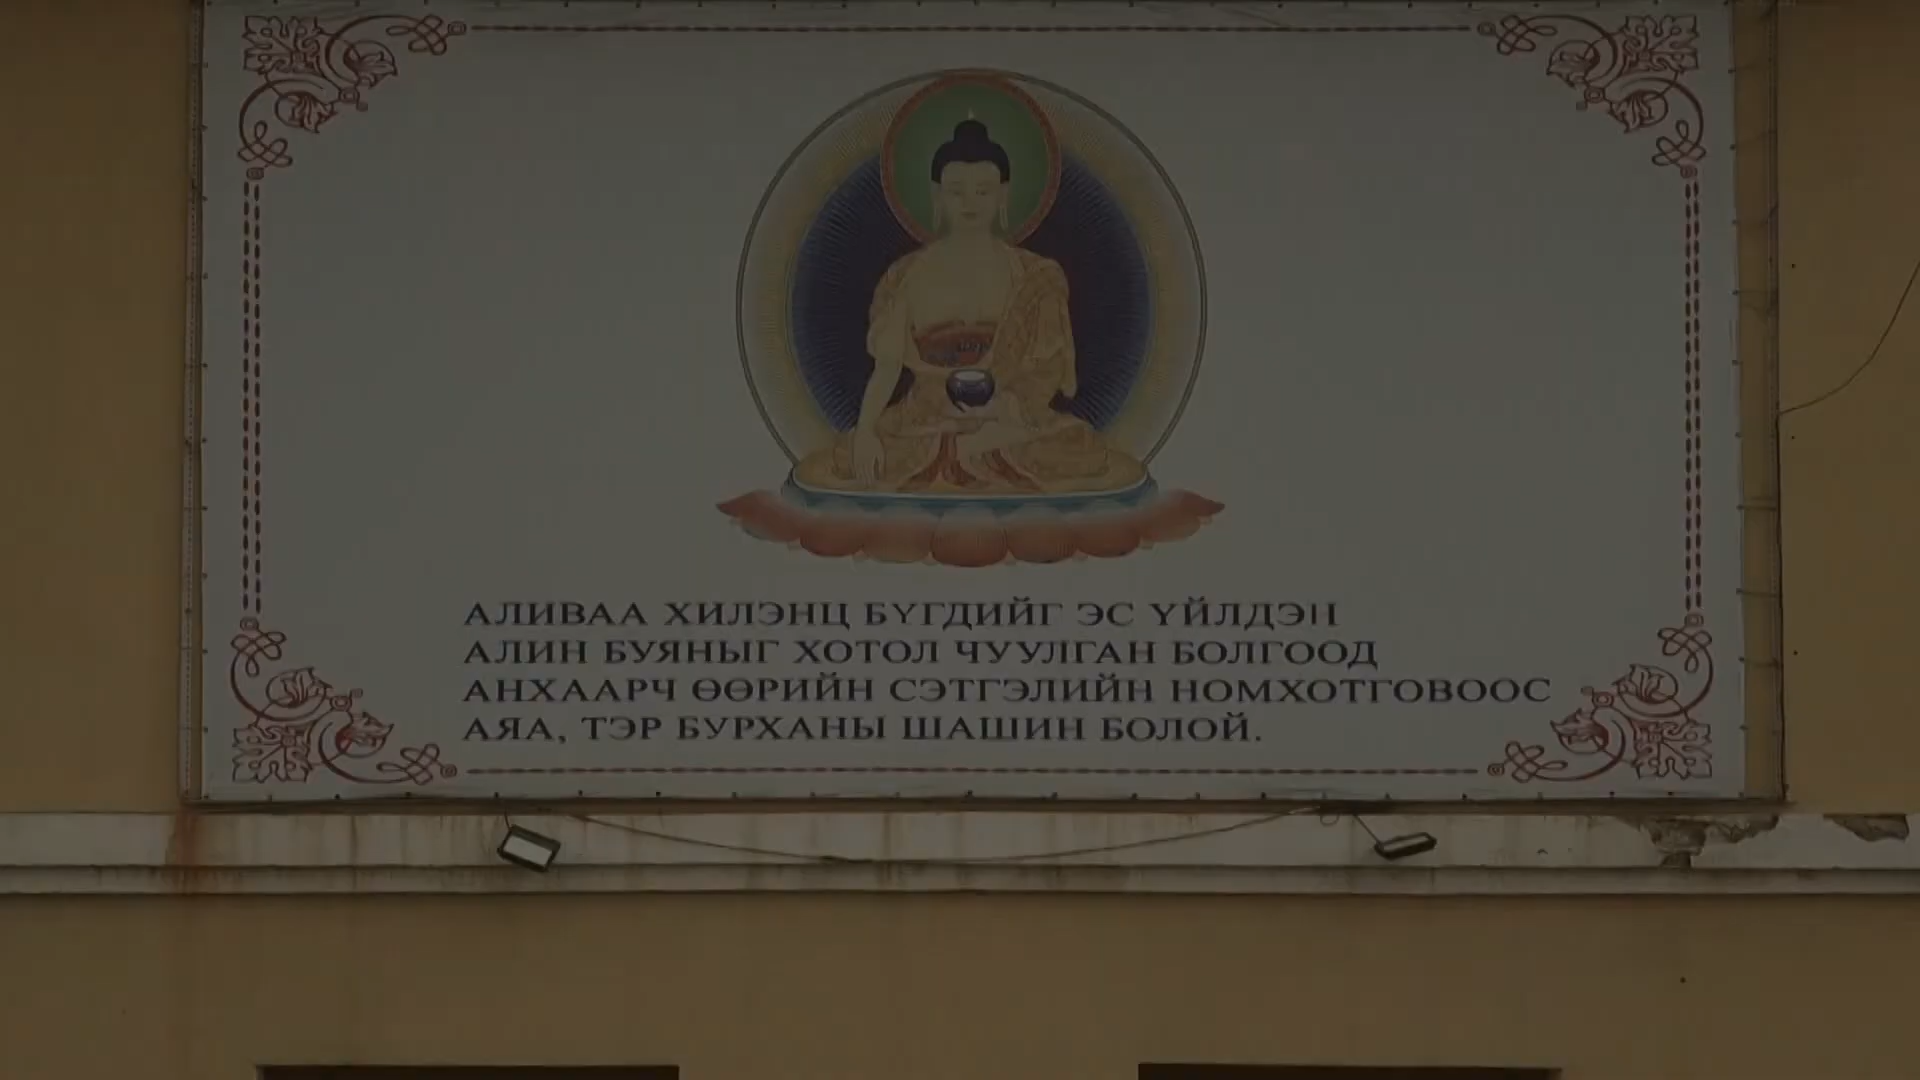 АЛИВАА ХИЛЭНЦ БҮГДИЙГ ЭС ҮЙЛДЭН
АЛИН БУЯНЫГ ХОТОЛ ЧУУЛГАН БОЛГООД
АНХААРЧ ӨӨРИЙН СЭТГЭЛИЙН НОМХОТГОВООС
АЯА, ТЭР БУРХАНЫ ШАШИН БОЛОЙ.